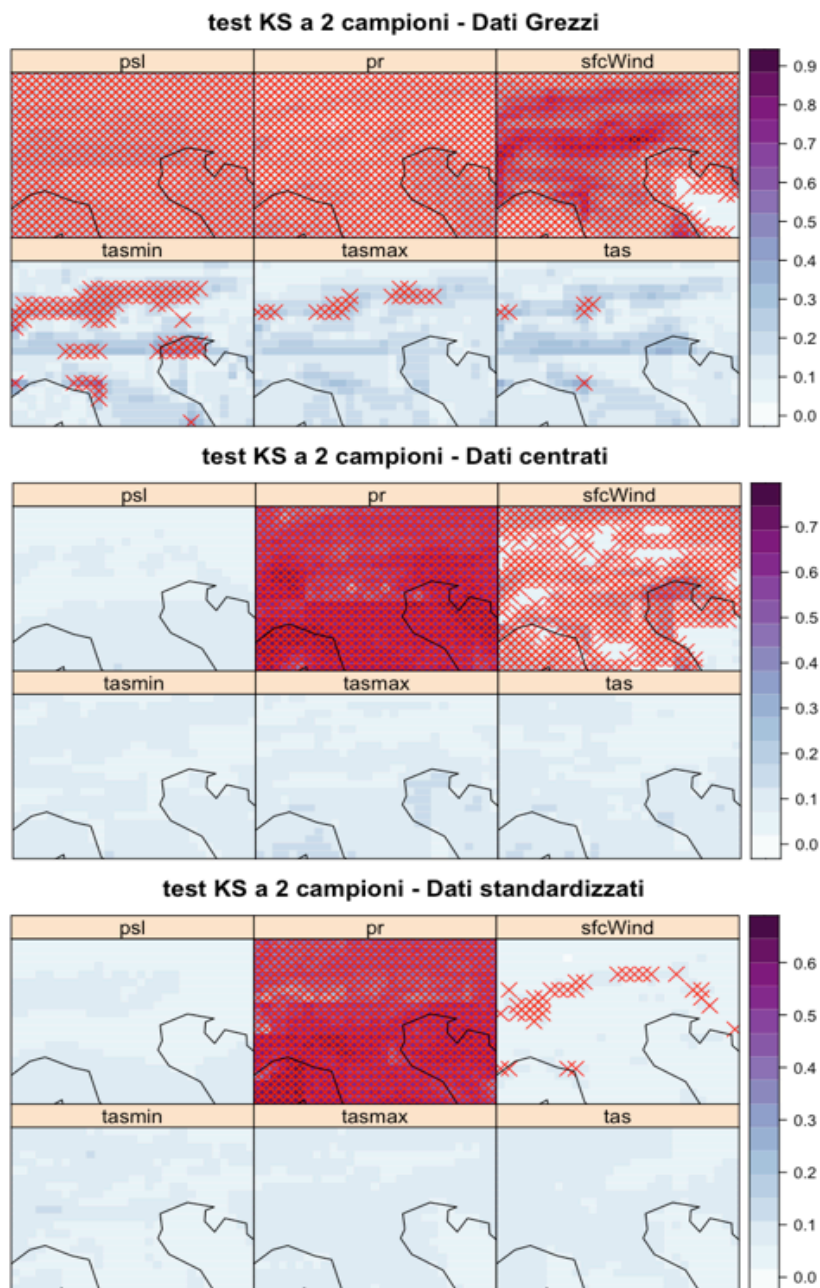 test KS a 2 campioni - Dati Grezzi
psl pr sfcWind
0.9
0.8
0.7
0.6
0.5
0.4
0.3
0.2
0.1
0.0
tasmin tasmax tas
test KS a 2 campioni - Dati centrati
psl pr sfcWind
0.7
0.6
0.5
0.4
0.3
0.2
0.1
0.0
tasmin tasmax tas
test KS a 2 campioni - Dati standardizzati
psl pr sfcWind
0.6
0.5
0.4
0.3
0.2
0.1
0.0
tasmin tasmax tas